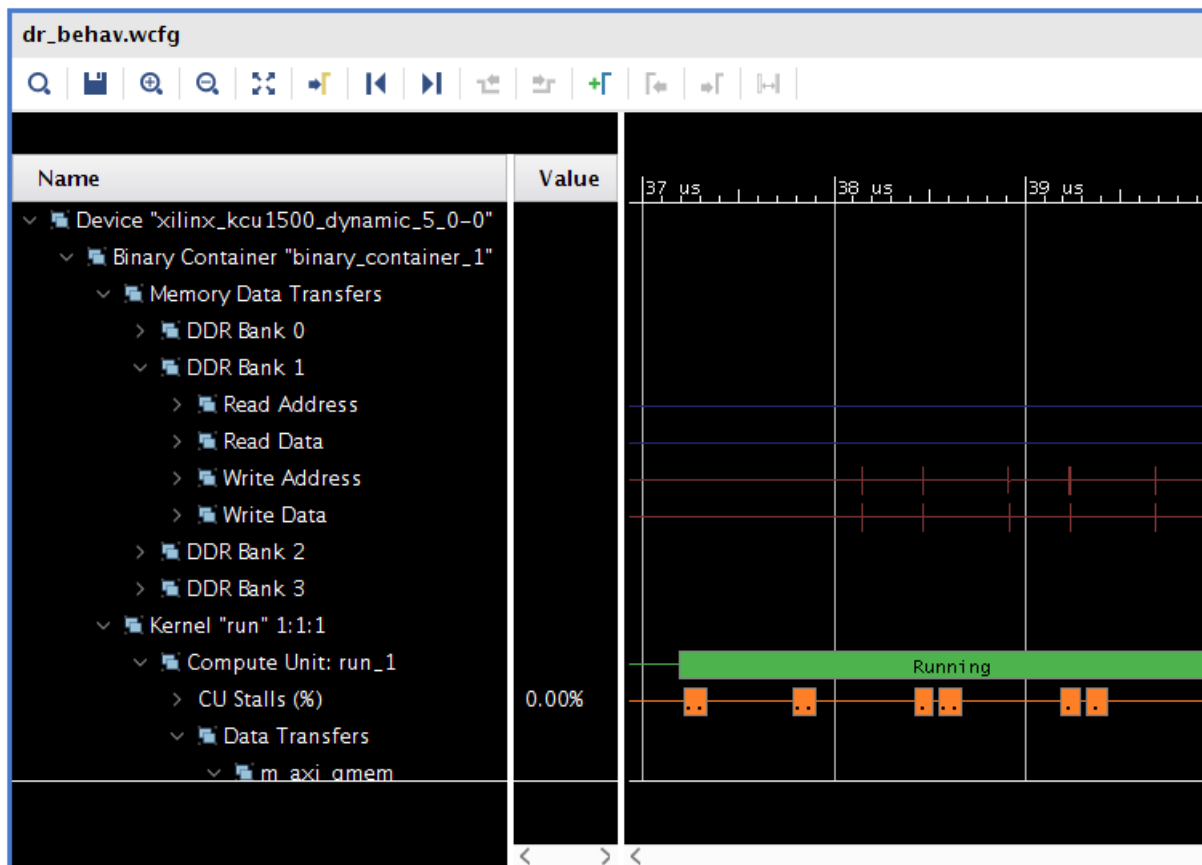 dr_behav.wcfg
Name Value
37 us 38 us 39 us
Device "xilinx_kcu1500_dynamic_5_0-0"
Binary Container "binary_container_1"
Memory Data Transfers
DDR Bank 0
DDR Bank 1
Read Address
Read Data
Write Address
Write Data
DDR Bank 2
DDR Bank 3
Kernel "run" 1:1:1
Compute Unit: run_1 Running
CU Stalls (%) 0.00% .. .. . .. . .
Data Transfers
m_axi_gmem